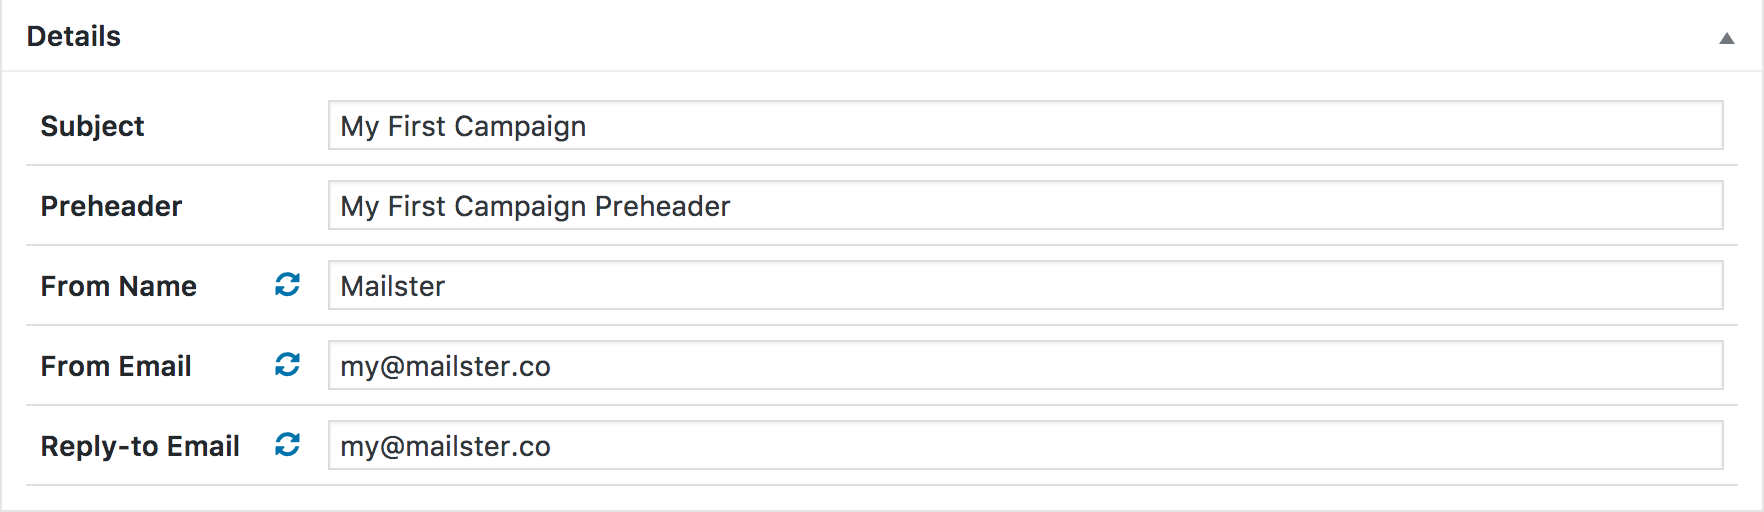 Details
Subject My First Campaign
Preheader My First Campaign Preheader
From Name Mailster
From Email my@mailster.co
Reply-to Email my@mailster.co